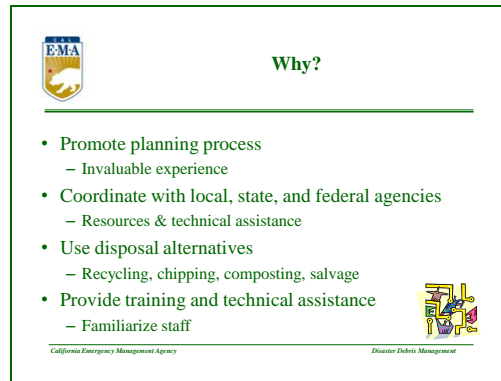 CAL
E·M·A
Why?
• Promote planning process
– Invaluable experience
• Coordinate with local, state, and federal agencies
– Resources & technical assistance
• Use disposal alternatives
– Recycling, chipping, composting, salvage
• Provide training and technical assistance
– Familiarize staff
California Emergency Management Agency
Disaster Debris Management